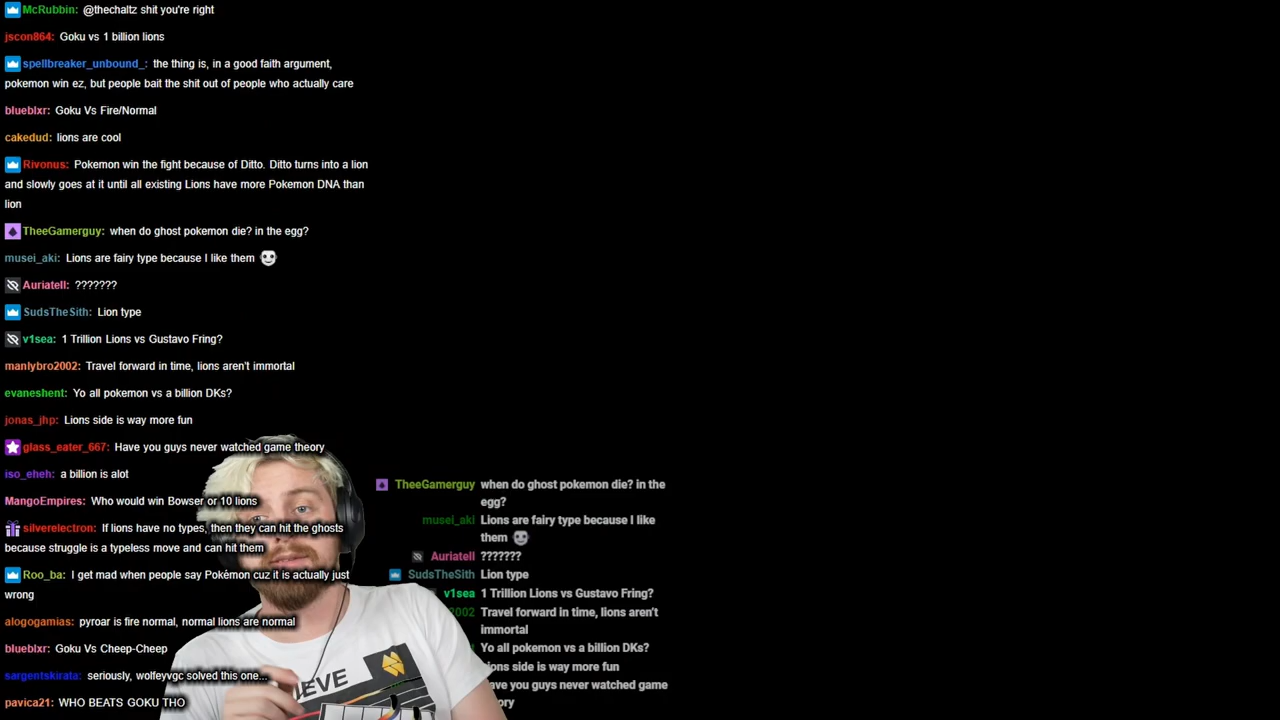 McRubbin: @thechaltz shit you're right
jscon864: Goku vs 1 billion lions
spellbreaker_unbound_: the thing is, in a good faith argument,
pokemon win ez, but people bait the shit out of people who actually care
blueblxr: Goku Vs Fire/Normal
cakedud: lions are cool
Rivonus: Pokemon win the fight because of Ditto. Ditto turns into a lion
and slowly goes at it until all existing Lions have more Pokemon DNA than
lion
TheeGamerguy: when do ghost pokemon die? in the egg?
musei_aki: Lions are fairy type because I like them
Auriatell: ???????
SudsTheSith: Lion type
v1sea: 1 Trillion Lions vs Gustavo Fring?
manlybro2002: Travel forward in time, lions aren't immortal
evaneshent: Yo all pokemon vs a billion DKs?
jonas_jhp: Lions side is way more fun
glass_eater_667: Have you guys never watched game theory
iso_eheh: a billion is alot
MangoEmpires: Who would win Bowser or 10 lions
silverelectron: If lions have no types, then they can hit the ghosts
because struggle is a typeless move and can hit them
Roo_ba: I get mad when people say Pokémon cuz it is actually just
wrong
alogogamias: pyroar is fire normal, normal lions are normal
blueblxr: Goku Vs Cheep-Cheep
sargentskirata: seriously, wolfeyvgc solved this one...
pavica21: WHO BEATS GOKU THO
TheeGamerguy when do ghost pokemon die? in the
egg?
musei_aki Lions are fairy type because I like
them
Auriatell ???????
SudsTheSith Lion type
v1sea 1 Trillion Lions vs Gustavo Fring?
2002 Travel forward in time, lions aren't
immortal
Yo all pokemon vs a billion DKs?
ions side is way more fun
ave you guys never watched game
ory
IEVE